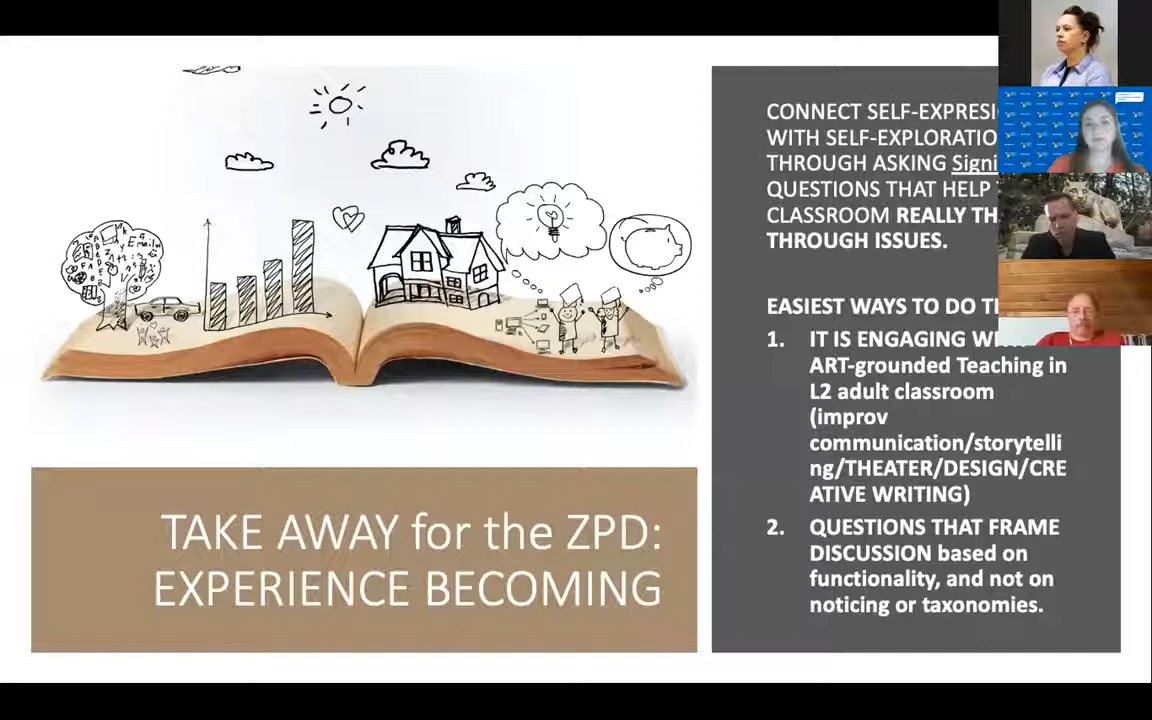 TAKE AWAY for the ZPD:
EXPERIENCE BECOMING
CONNECT SELF-EXPRESI
WITH SELF-EXPLORATIO
THROUGH ASKING Signi
QUESTIONS THAT HELP
CLASSROOM REALLY TH
THROUGH ISSUES.
EASIEST WAYS TO DO T
1. IT IS ENGAGING
ART-grounded Teaching in
L2 adult classroom
(improv
communication/storytelli
ng/THEATER/DESIGN/CRE
ATIVE WRITING)
2. QUESTIONS THAT FRAME
DISCUSSION based on
functionality, and not on
noticing or taxonomies.